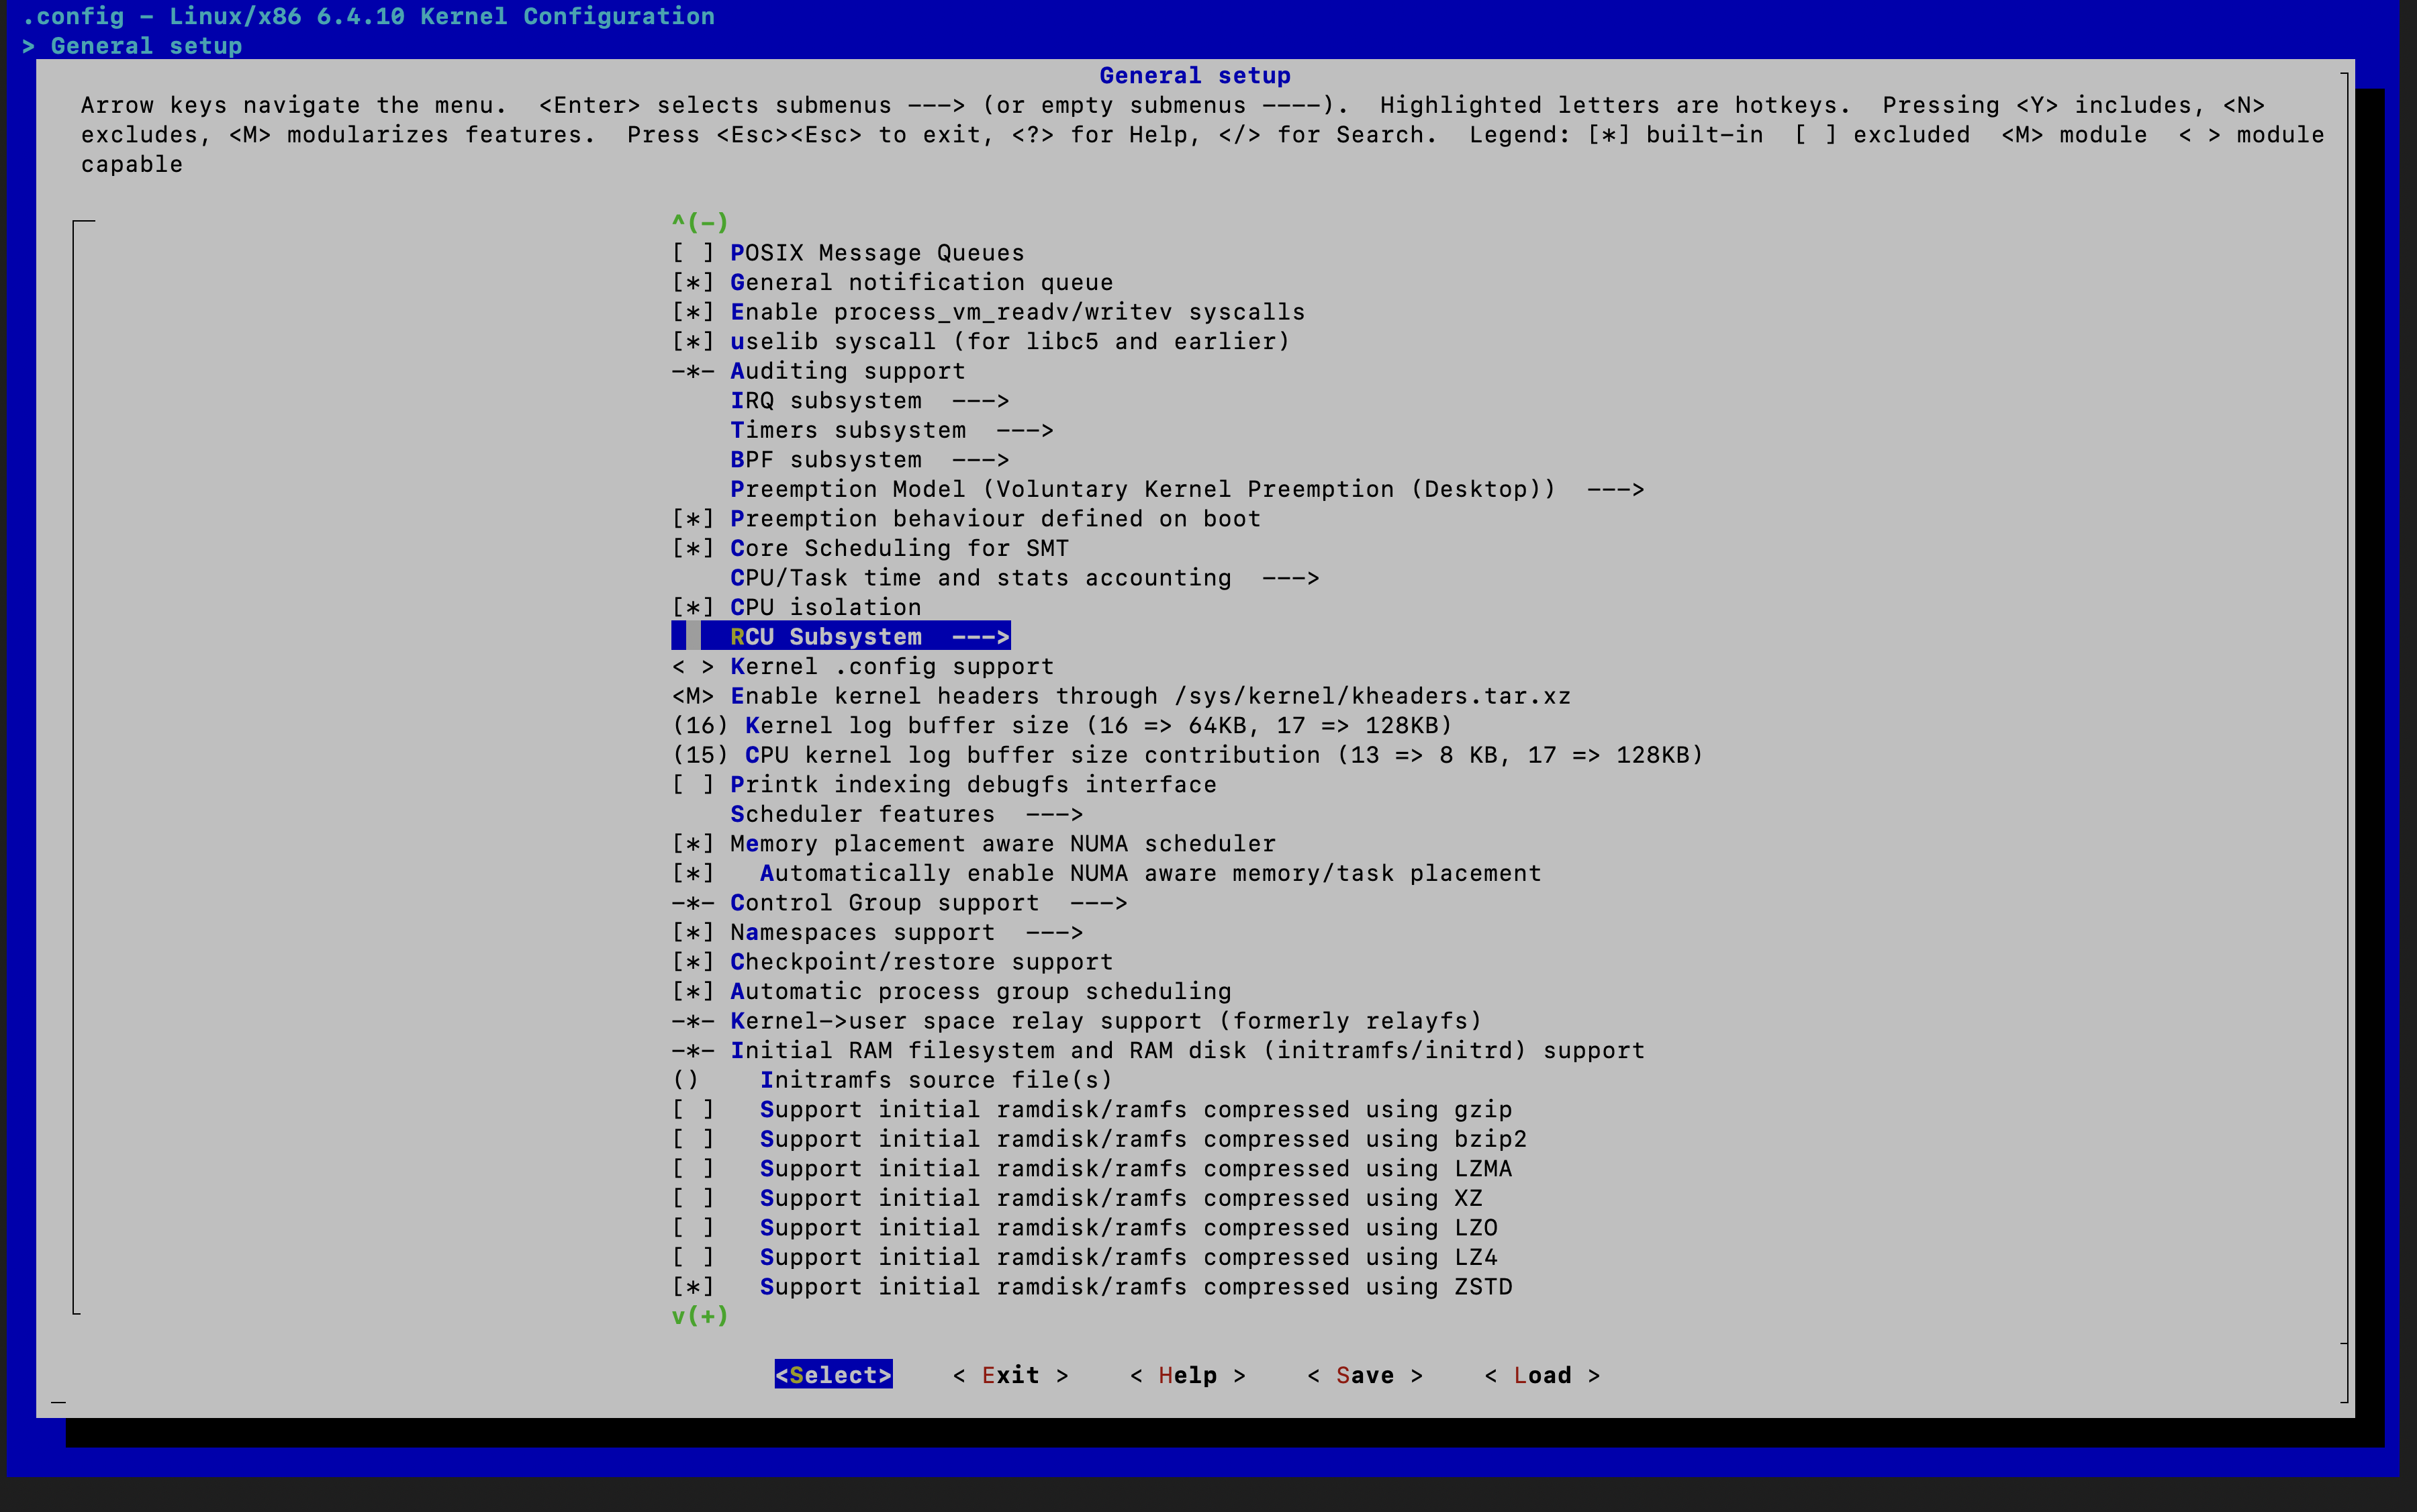 .config - Linux/x86 6.4.10 Kernel Configuration
> General setup
General setup
Arrow keys navigate the menu.  <Enter> selects submenus ---> (or empty submenus ----).  Highlighted letters are hotkeys.  Pressing <Y> includes, <N>
excludes, <M> modularizes features.  Press <Esc><Esc> to exit, <?> for Help, </> for Search.  Legend: [*] built-in  [ ] excluded  <M> module  < > module
capable
^(-)
[ ] POSIX Message Queues
[*] General notification queue
[*] Enable process_vm_readv/writev syscalls
[*] uselib syscall (for libc5 and earlier)
-*- Auditing support
IRQ subsystem  --->
Timers subsystem  --->
BPF subsystem  --->
Preemption Model (Voluntary Kernel Preemption (Desktop))  --->
[*] Preemption behaviour defined on boot
[*] Core Scheduling for SMT
CPU/Task time and stats accounting  --->
[*] CPU isolation
RCU Subsystem  --->
< > Kernel .config support
<M> Enable kernel headers through /sys/kernel/kheaders.tar.xz
(16) Kernel log buffer size (16 => 64KB, 17 => 128KB)
(15) CPU kernel log buffer size contribution (13 => 8 KB, 17 => 128KB)
[ ] Printk indexing debugfs interface
Scheduler features  --->
[*] Memory placement aware NUMA scheduler
[*]   Automatically enable NUMA aware memory/task placement
-*- Control Group support  --->
[*] Namespaces support  --->
[*] Checkpoint/restore support
[*] Automatic process group scheduling
-*- Kernel->user space relay support (formerly relayfs)
-*- Initial RAM filesystem and RAM disk (initramfs/initrd) support
()    Initramfs source file(s)
[ ]   Support initial ramdisk/ramfs compressed using gzip
[ ]   Support initial ramdisk/ramfs compressed using bzip2
[ ]   Support initial ramdisk/ramfs compressed using LZMA
[ ]   Support initial ramdisk/ramfs compressed using XZ
[ ]   Support initial ramdisk/ramfs compressed using LZO
[ ]   Support initial ramdisk/ramfs compressed using LZ4
[*]   Support initial ramdisk/ramfs compressed using ZSTD
v(+)
<Select>    < Exit >    < Help >    < Save >    < Load >